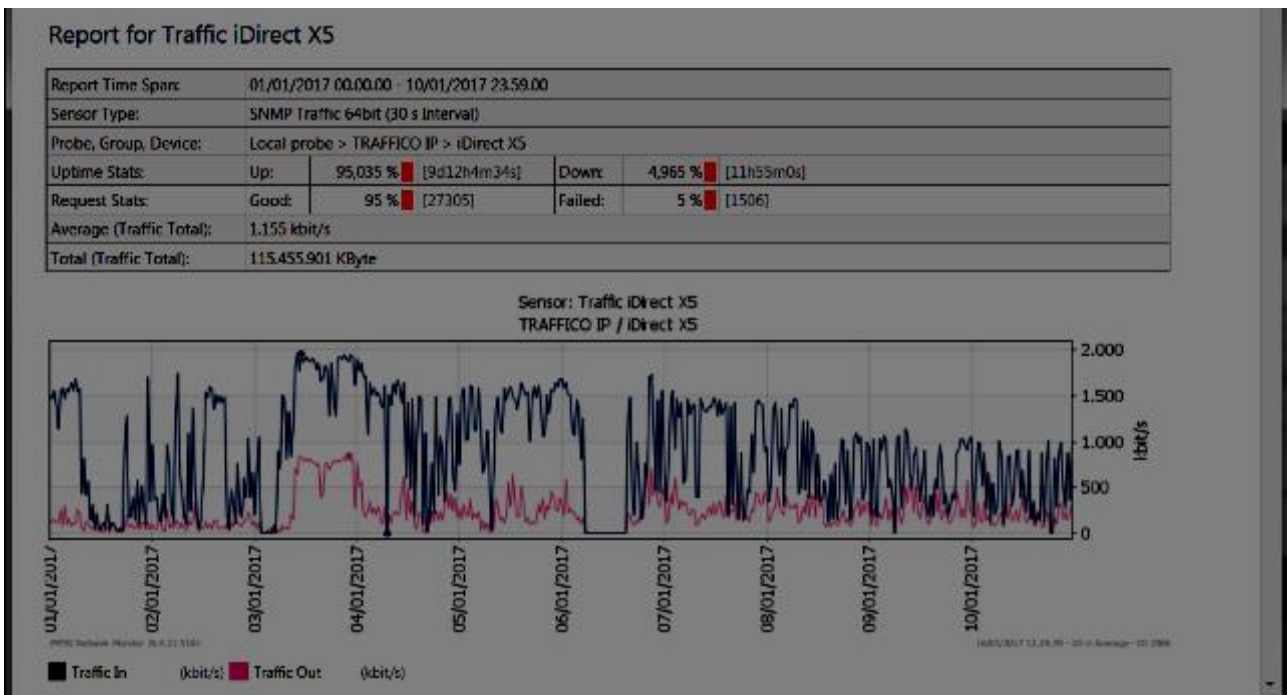 Report for Traffic iDirect X5
Report Time Span: 01/01/2017 00.00.00 - 10/01/2017 23.59.00
Sensor Type: SNMP Traffic 64bit (30 s Interval)
Probe, Group, Device: Local probe > TRAFFICO IP > iDirect X5
Uptime Stats: Up: 95,035 % [9d12h4m34s] Down: 4,965 % [11h55m0s]
Request Stats: Good: 95 % [27305] Failed: 5 % [1506]
Average (Traffic Total): 1.155 kbit/s
Total (Traffic Total): 115.455.901 KByte
Sensor: Traffic iDirect X5
TRAFFICO IP / iDirect X5
2.000
1.500
1.000
500
0
kbit/s
01/01/2017
02/01/2017
03/01/2017
04/01/2017
05/01/2017
06/01/2017
07/01/2017
08/01/2017
09/01/2017
10/01/2017
PRTG Network Monitor
Traffic In (kbit/s) Traffic Out (kbit/s)